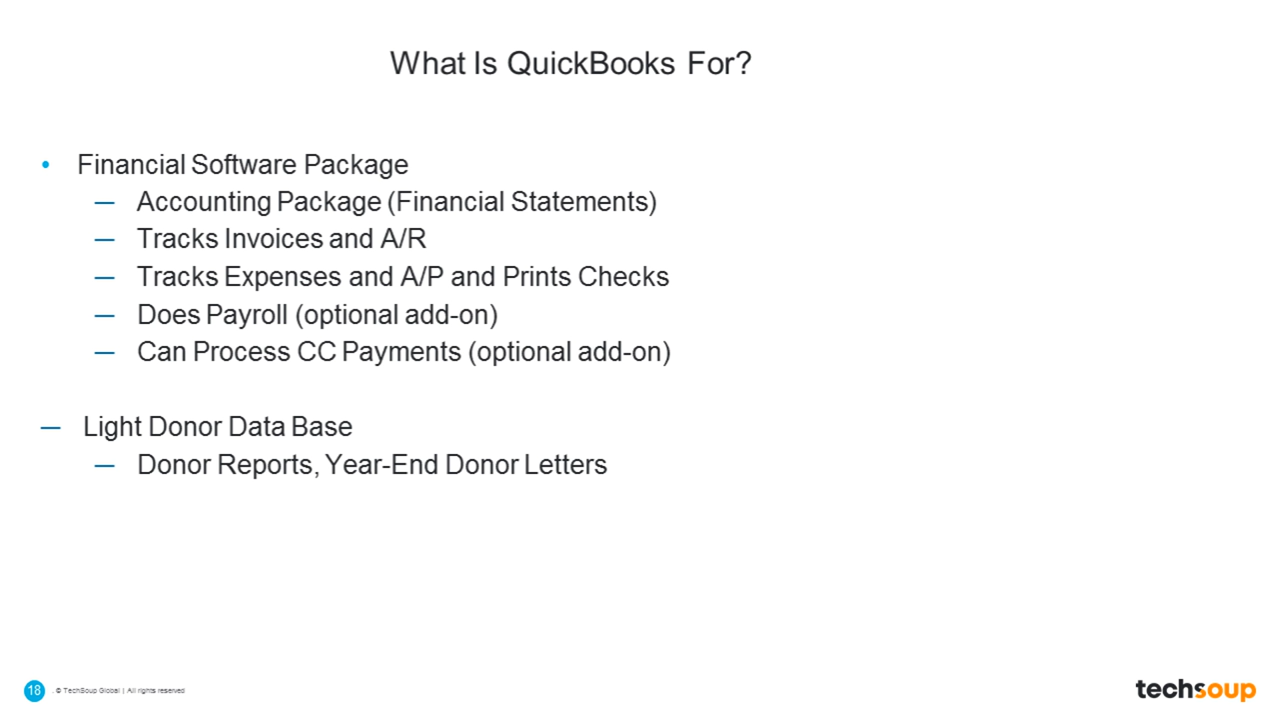 What Is QuickBooks For?
• Financial Software Package
— Accounting Package (Financial Statements)
— Tracks Invoices and A/R
— Tracks Expenses and A/P and Prints Checks
— Does Payroll (optional add-on)
— Can Process CC Payments (optional add-on)
— Light Donor Data Base
— Donor Reports, Year-End Donor Letters
18 . © TechSoup Global | All rights reserved
techsoup